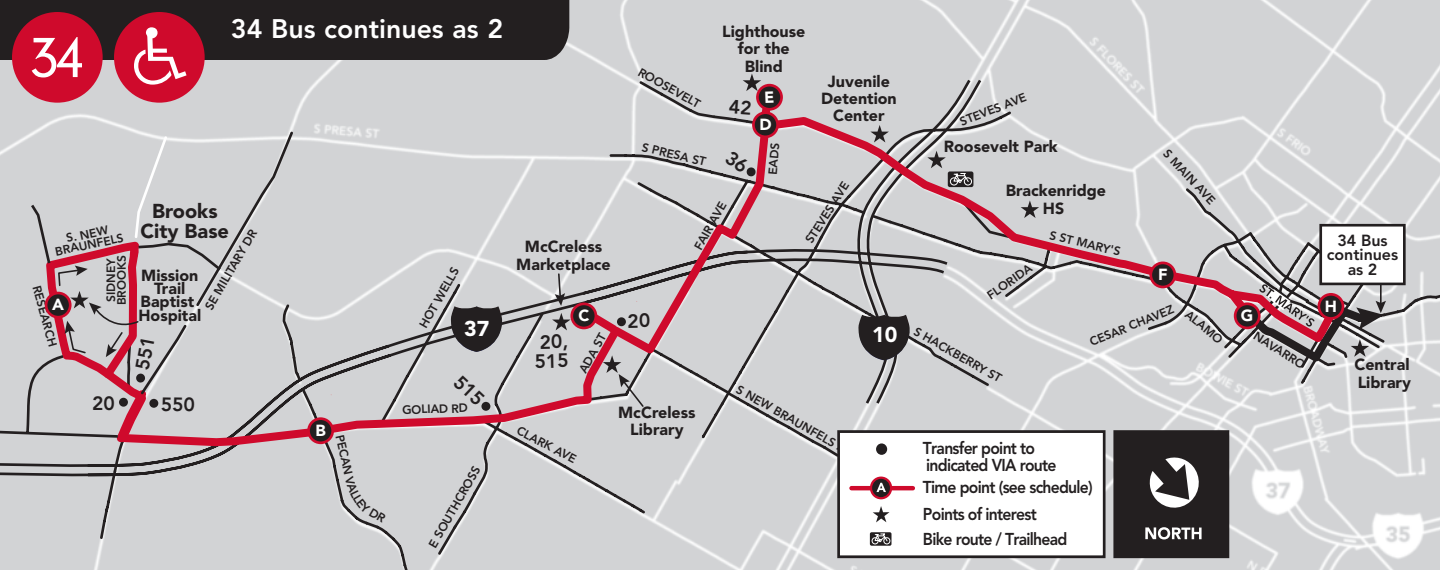 34
34 Bus continues as 2
Lighthouse
for the
Blind
E
42
D
ROOSEVELT
Juvenile
Detention
Center
STEVES AVE
S FLORES ST
S FRIO
S PRESA ST
S PRESA ST
36
EADS
Roosevelt Park
Brackenridge
HS
S MAIN AVE
S ST MARY'S
FLORIDA
F
34 Bus
continues
as 2
ST. MARY'S
H
G
NAVARRO
ALAMO
CESAR CHAVEZ
Central
Library
BOWIE ST
BROADWAY
Brooks
City Base
S. NEW
BRAUNFELS
SIDNEY
BROOKS
RESEARCH
A
Mission
Trail
Baptist
Hospital
SE MILITARY DR
551
20
550
McCreless
Marketplace
FAIR AVE
STEVES AVE
HOT WELLS
37
C
20
20,
515
ADA ST
10
S HACKBERRY ST
515
GOLIAD RD
B
PECAN VALLEY DR
CLARK AVE
E SOUTHCROSS
McCreless
Library
S NEW BRAUNFELS
Transfer point to
indicated VIA route
A
Time point (see schedule)
Points of interest
Bike route / Trailhead
NORTH
37
35